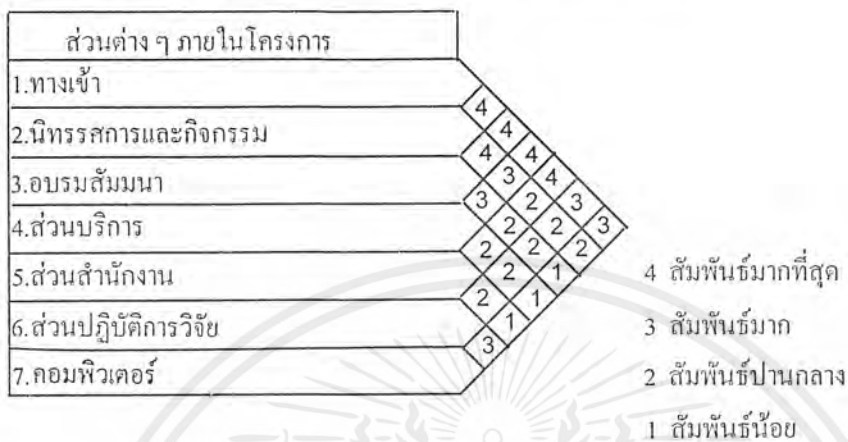 ส่วนต่าง ๆ ภายในโครงการ
1.ทางเข้า
4
4
2.นิทรรศการและกิจกรรม
4 4
3 4
3.อบรมสัมมนา
3 2 3
2 2 3
4.ส่วนบริการ
2 2 2
2 1
5.ส่วนสำนักงาน
2 1
1
6.ส่วนปฏิบัติการวิจัย
3
7.คอมพิวเตอร์
4 สัมพันธ์มากที่สุด
3 สัมพันธ์มาก
2 สัมพันธ์ปานกลาง
1 สัมพันธ์น้อย